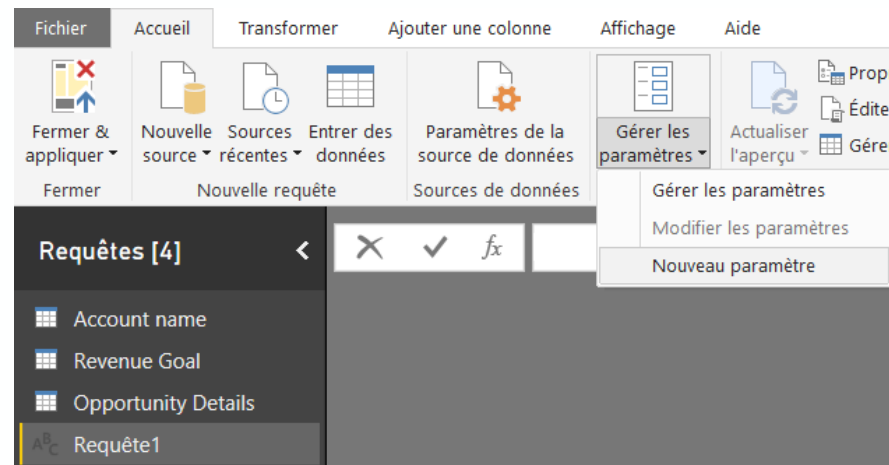 Fichier Accueil Transformer Ajouter une colonne Affichage Aide
Fermer & appliquer
Nouvelle source
Sources récentes
Entrer des données
Paramètres de la source de données
Gérer les paramètres
Actualiser l'aperçu
Fermer
Nouvelle requête
Sources de données
Gérer les paramètres
Modifier les paramètres
Nouveau paramètre
Requêtes [4]
fx
Account name
Revenue Goal
Opportunity Details
ABC Requête1